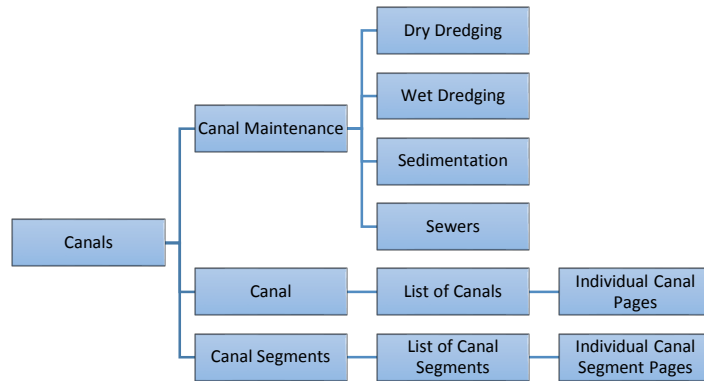 Dry Dredging
Wet Dredging
Canal Maintenance
Sedimentation
Sewers
Canals
Canal
List of Canals
Individual Canal
Pages
Canal Segments
List of Canal
Segments
Individual Canal
Segment Pages